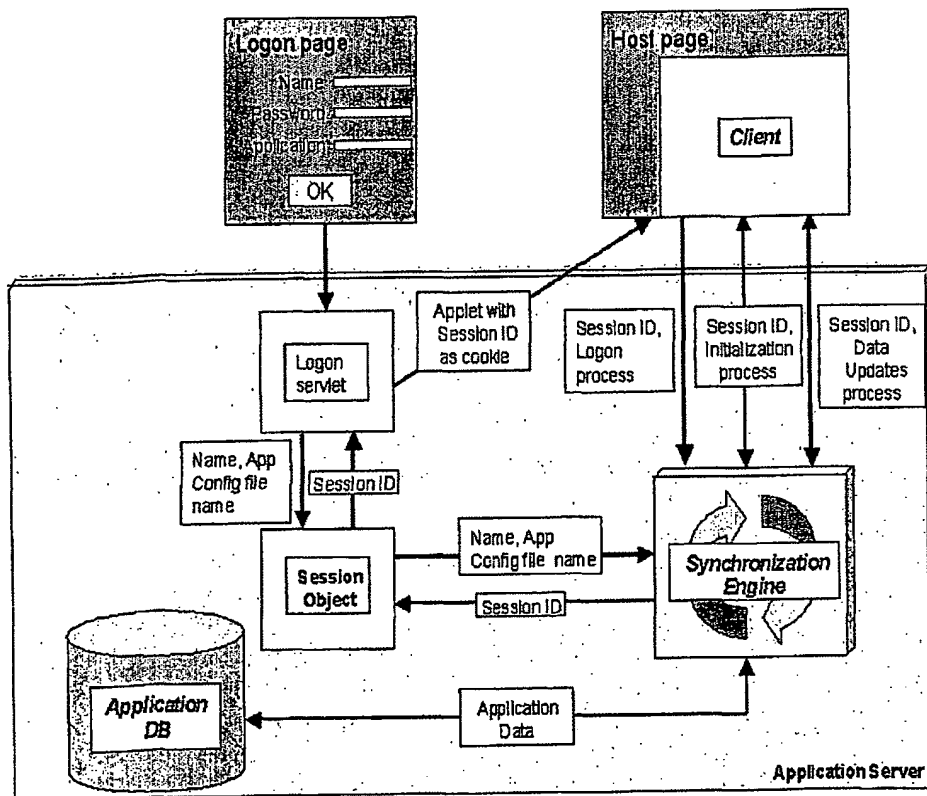 Logon page
Name
Password
pplication
OK
Host page
Client
Applet with
Session ID
as cookie
Session ID,
Logon
process
Session ID,
Initialization
process
Session ID,
Data
Updates
process
Logon
servlet
Name, App
Config file
name
Session ID
Session
Object
Name, App
Config file name
Session ID
Synchronization
Engine
Application
DB
Application
Data
Application Server